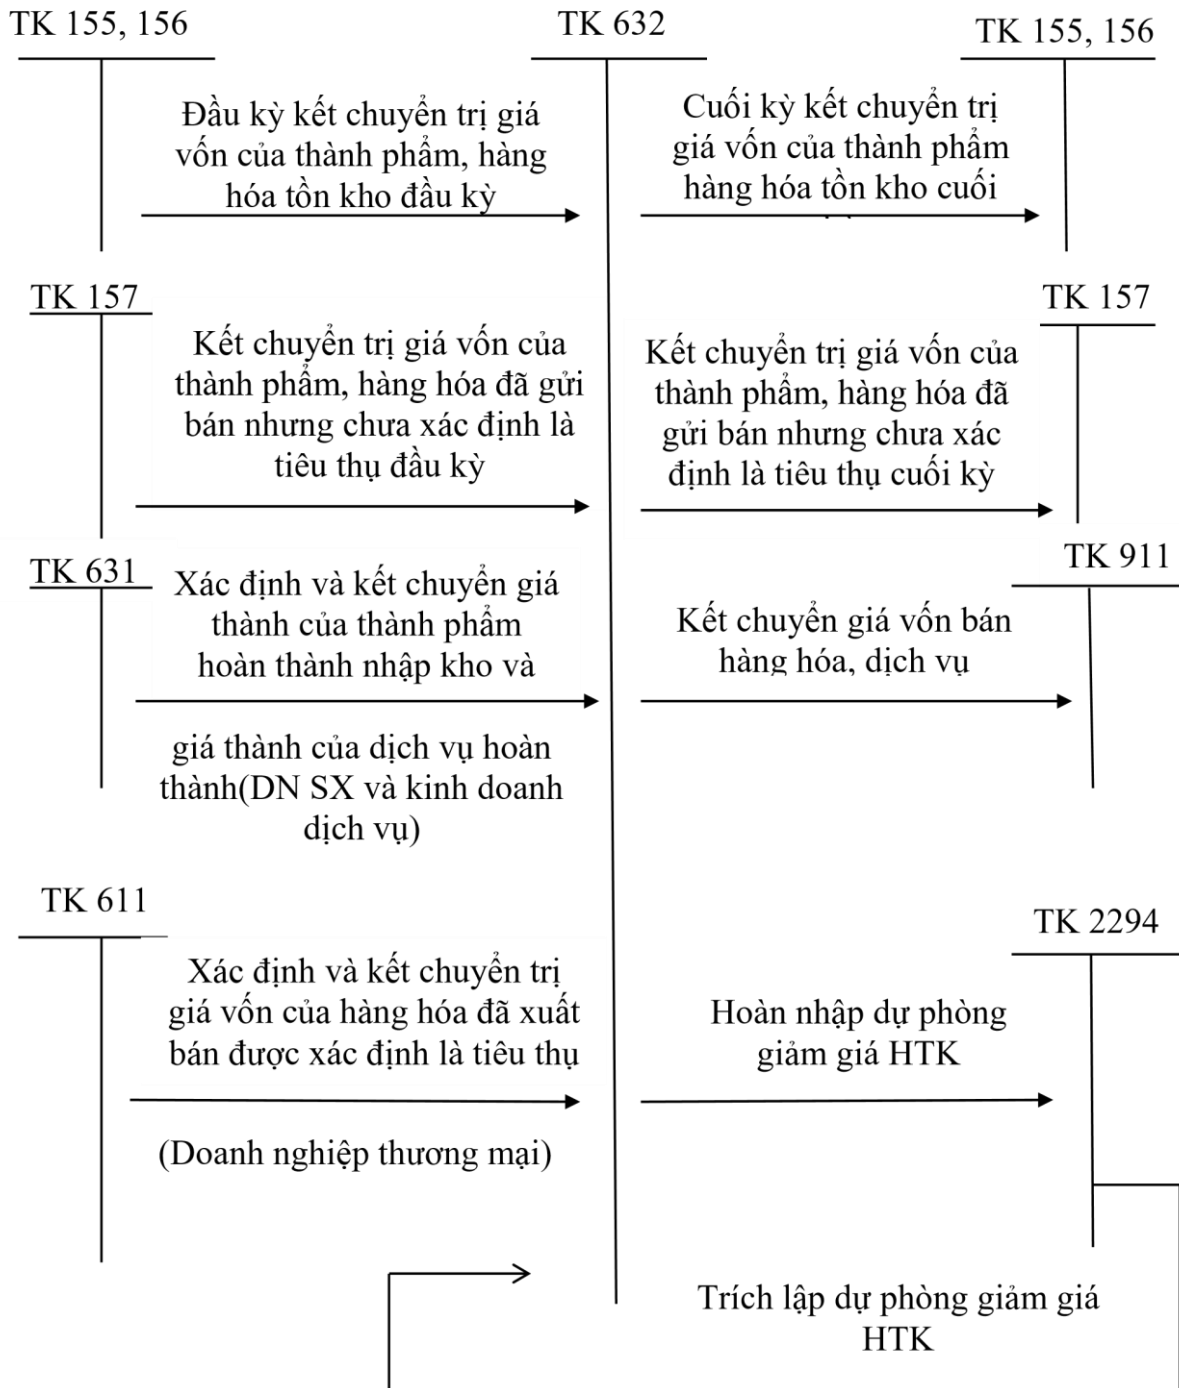 TK 155, 156
TK 632
TK 155, 156
Đầu kỳ kết chuyển trị giá
vốn của thành phẩm, hàng
hóa tồn kho đầu kỳ
Cuối kỳ kết chuyển trị
giá vốn của thành phẩm
hàng hóa tồn kho cuối
TK 157
TK 157
Kết chuyển trị giá vốn của
thành phẩm, hàng hóa đã gửi
bán nhưng chưa xác định là
tiêu thụ đầu kỳ
Kết chuyển trị giá vốn của
thành phẩm, hàng hóa đã
gửi bán nhưng chưa xác
định là tiêu thụ cuối kỳ
TK 631
TK 911
Xác định và kết chuyển giá
thành của thành phẩm
hoàn thành nhập kho và
giá thành của dịch vụ hoàn
thành(DN SX và kinh doanh
dịch vụ)
Kết chuyển giá vốn bán
hàng hóa, dịch vụ
TK 611
TK 2294
Xác định và kết chuyển trị
giá vốn của hàng hóa đã xuất
bán được xác định là tiêu thụ
(Doanh nghiệp thương mại)
Hoàn nhập dự phòng
giảm giá HTK
Trích lập dự phòng giảm giá
HTK